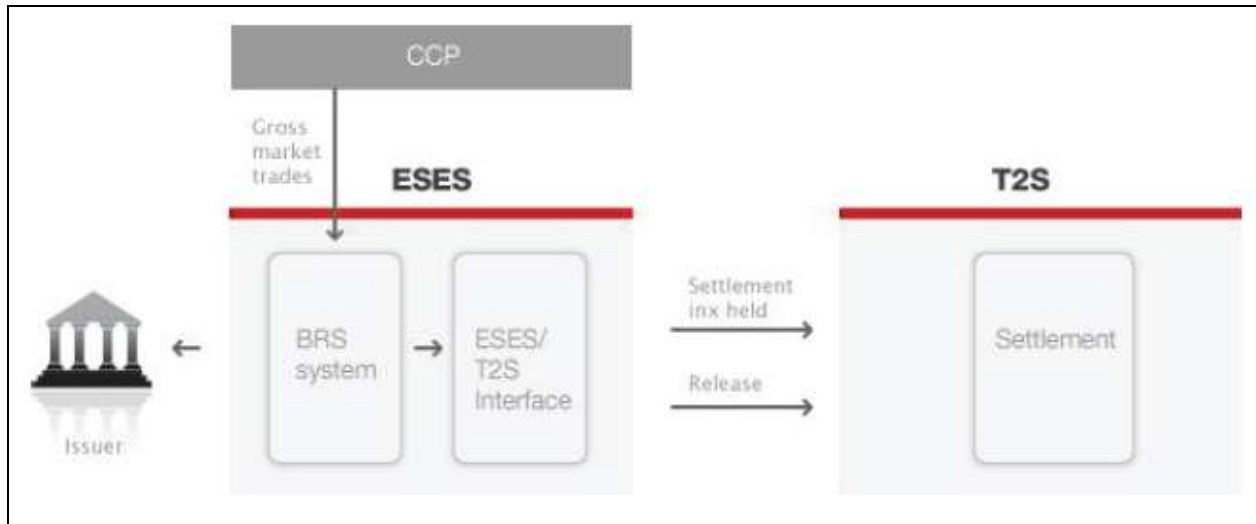 CCP
Gross
market
trades
ESES
T2S
BRS
system
ESES/
T2S
Interface
Settlement
inx held
Release
Settlement
Issuer